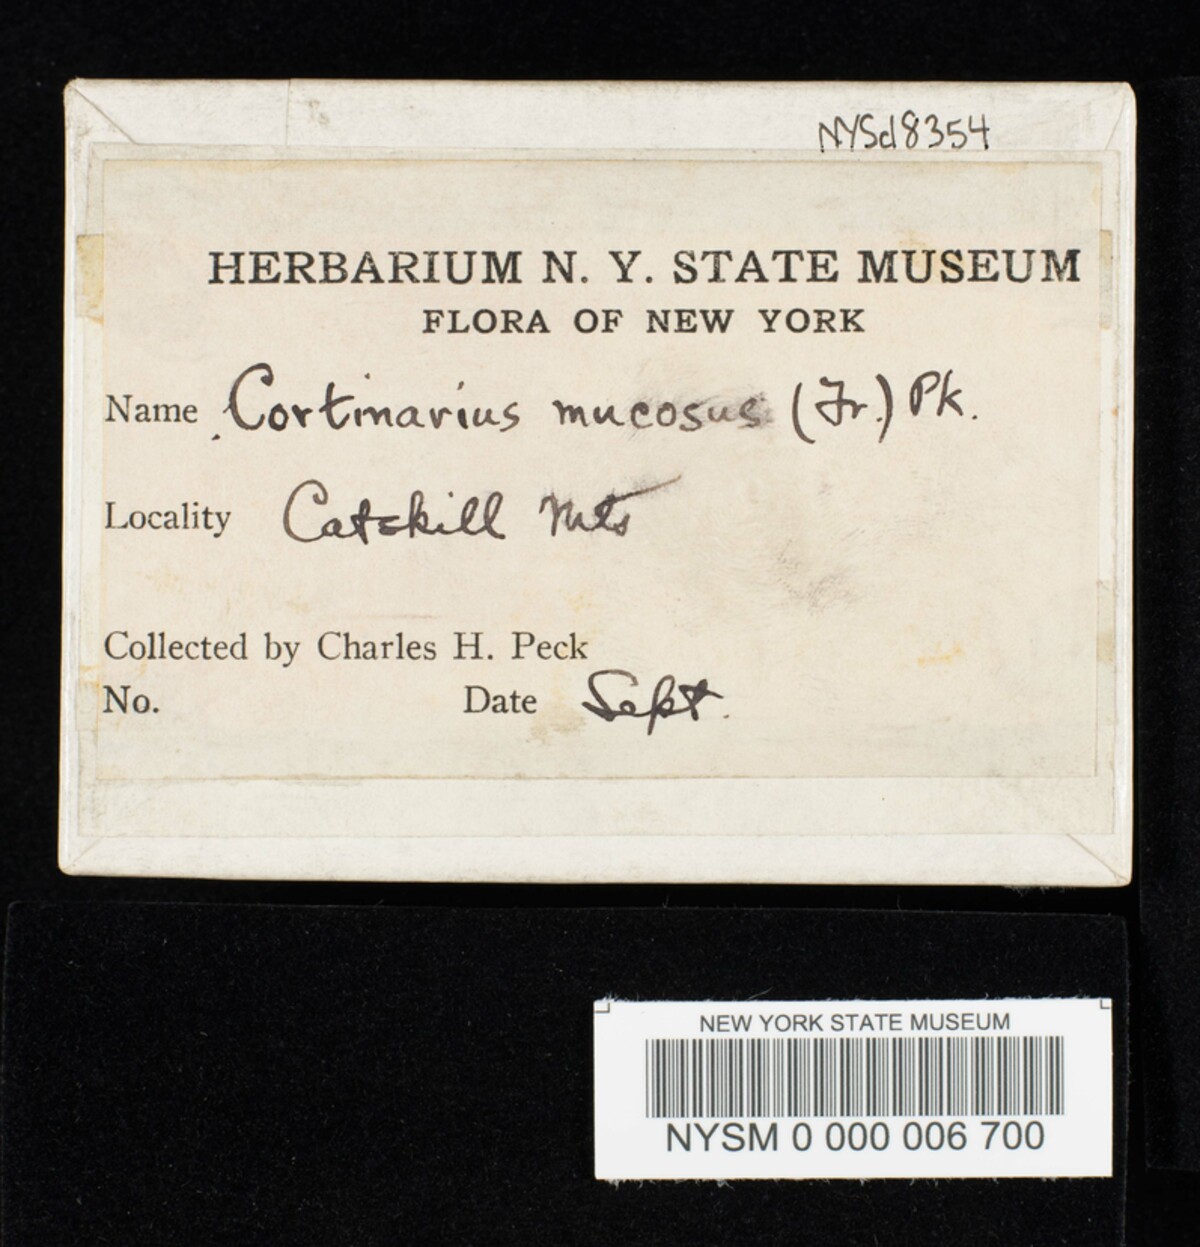 NYSd8354
HERBARIUM N. Y. STATE MUSEUM
FLORA OF NEW YORK
Name Cortinarius mucosus (Fr.) Pk.
Locality Catskill Mts
Collected by Charles H. Peck
No. Date Sept.
NEW YORK STATE MUSEUM
NYSM 0 000 006 700